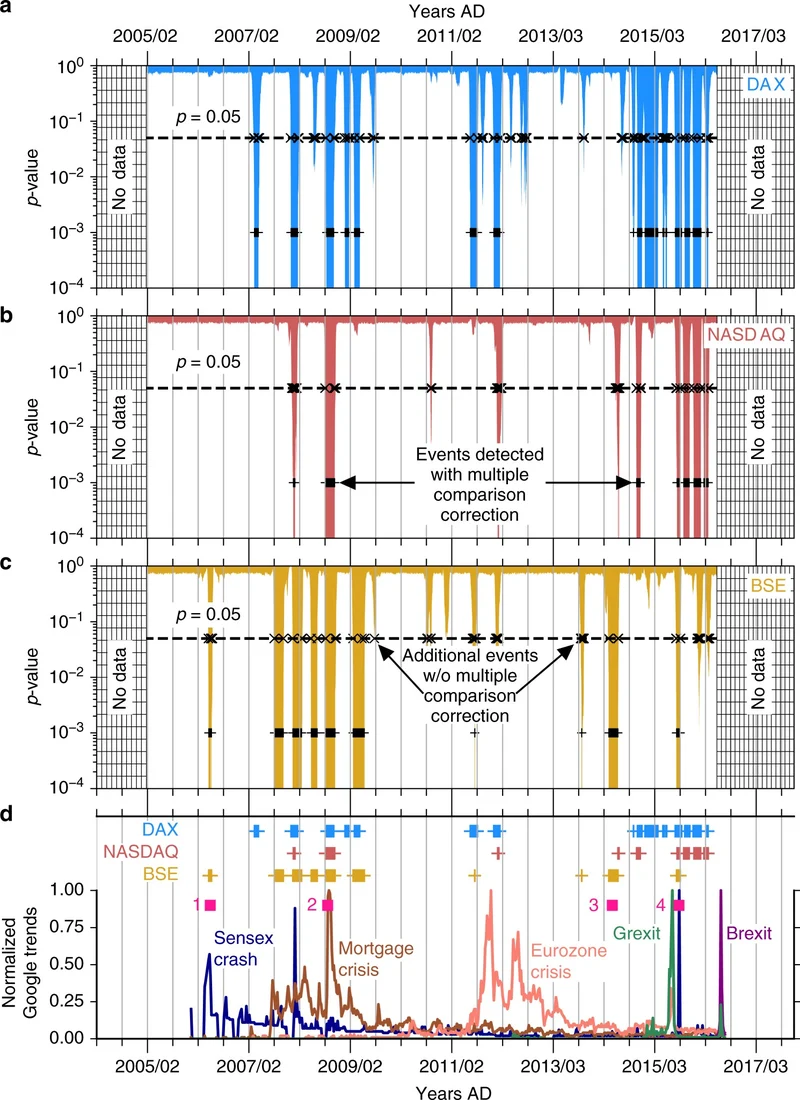 a
Years AD
2005/02 2007/02 2009/02 2011/02 2013/03 2015/03 2017/03
10⁰
DAX
10⁻¹
p = 0.05
No data
No data
p-value
10⁻²
10⁻³
10⁻⁴
b
10⁰
NASDAQ
10⁻¹
p = 0.05
No data
No data
p-value
10⁻²
Events detected
with multiple
comparison
correction
10⁻³
10⁻⁴
c
10⁰
BSE
10⁻¹
p = 0.05
No data
No data
p-value
10⁻²
Additional events
w/o multiple
comparison
correction
10⁻³
10⁻⁴
d
DAX
NASDAQ
BSE
Normalized
Google trends
1.00
0.75
0.50
0.25
0.00
1 2 3 4
Sensex
crash
Mortgage
crisis
Eurozone
crisis
Grexit
Brexit
2005/02 2007/02 2009/02 2011/02 2013/03 2015/03 2017/03
Years AD